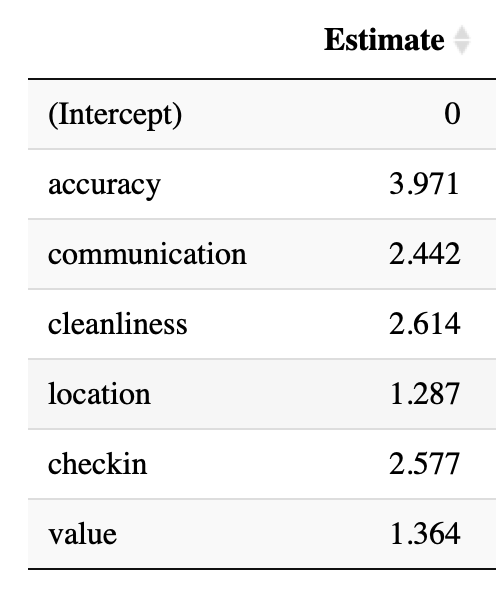 Estimate
(Intercept) 0
accuracy 3.971
communication 2.442
cleanliness 2.614
location 1.287
checkin 2.577
value 1.364